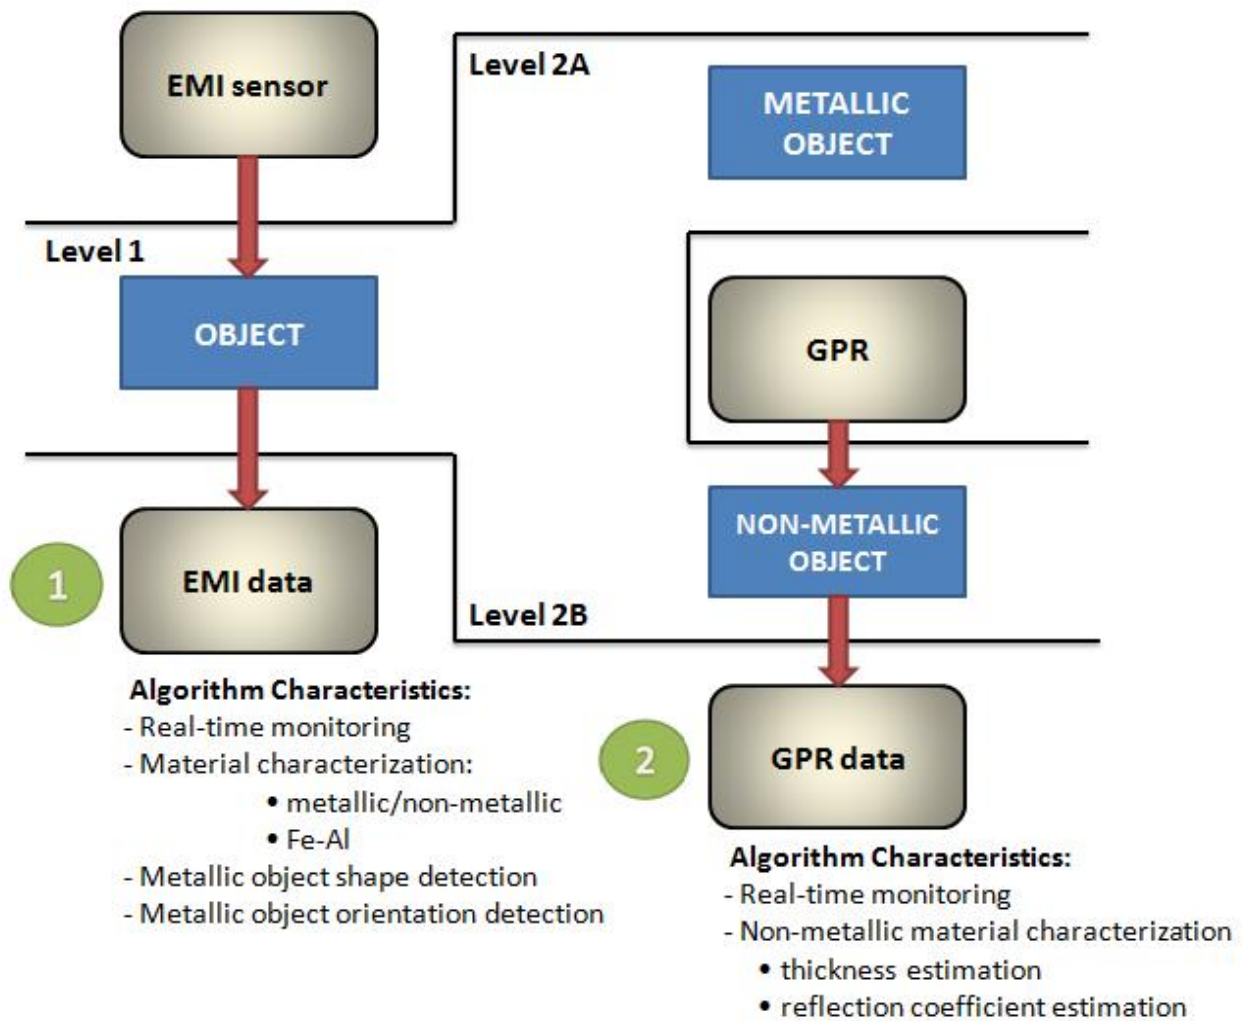 EMI sensor
Level 1
OBJECT
1
EMI data
Algorithm Characteristics:
- Real-time monitoring
- Material characterization:
• metallic/non-metallic
• Fe-Al
- Metallic object shape detection
- Metallic object orientation detection
Level 2A
METALLIC
OBJECT
GPR
NON-METALLIC
OBJECT
Level 2B
2
GPR data
Algorithm Characteristics:
- Real-time monitoring
- Non-metallic material characterization
• thickness estimation
• reflection coefficient estimation